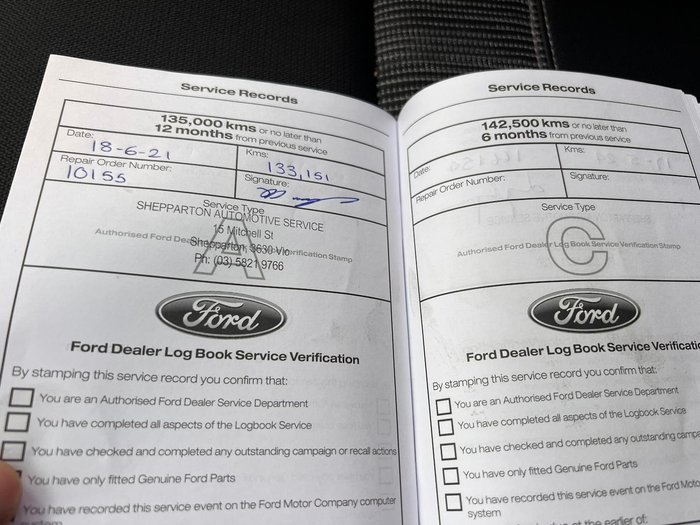 Service Records
135,000 kms or no later than
12 months from previous service
Date:
18-6-21
Kms:
133,151
Repair Order Number:
10155
Signature:
Service Type
SHEPPARTON AUTOMOTIVE SERVICE
15 Mitchell St
Authorised Ford Dea Verification Stamp
Shepparton, 3630 Vic
Ph: (03) 5821 9766
A
Ford
Ford Dealer Log Book Service Verification
By stamping this service record you confirm that:
You are an Authorised Ford Dealer Service Department
You have completed all aspects of the Logbook Service
You have checked and completed any outstanding campaign or recall actions
You have only fitted Genuine Ford Parts
You have recorded this service event on the Ford Motor Company computer
system
Service Records
142,500 kms or no later than
6 months from previous service
Date:
Kms:
Repair Order Number:
Signature:
Service Type
Authorised Ford Dealer Log Book Service Verification Stamp
C
Ford
Ford Dealer Log Book Service Verificatio
By stamping this service record you confirm that:
You are an Authorised Ford Dealer Service Department
You have completed all aspects of the Logbook Service
You have checked and completed any outstanding campa
You have only fitted Genuine Ford Parts
You have recorded this service event on the Ford Moto
system
at the earlier of: